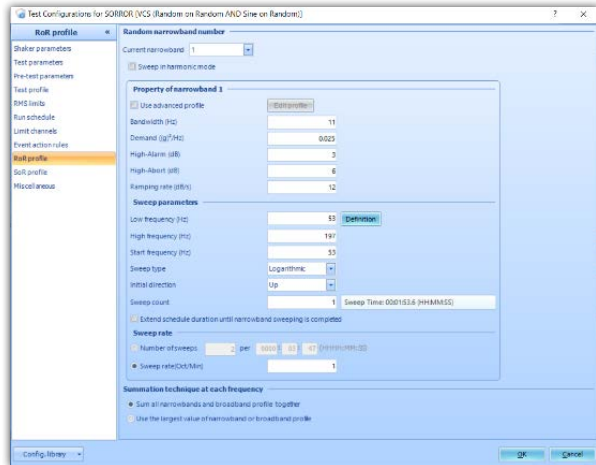 Test Configurations for SORROR [VCS (Random on Random AND Sine on Random)]
? X
RoR profile «
Shaker parameters
Test parameters
Pre-test parameters
Test profile
RMS limits
Run schedule
Limit channels
Event action rules
RoR profile
SoR profile
Miscellaneous
Config. library
Random narrowband number
Current narrowband 1
Sweep in harmonic mode
Property of narrowband 1
Use advanced profile Edit profile
Bandwidth (Hz) 11
Demand ((g)²/Hz) 0.025
High-Alarm (dB) 3
High-Abort (dB) 6
Ramping rate (dB/s) 12
Sweep parameters
Low frequency (Hz) 53 Definition
High frequency (Hz) 197
Start frequency (Hz) 53
Sweep type Logarithmic
Initial direction Up
Sweep count 1 Sweep Time: 00:01:53.6 (HH:MM:SS)
Extend schedule duration until narrowband sweeping is completed
Sweep rate
Number of sweeps 2 per (HHHH:MM:SS)
Sweep rate(Oct/Min) 1
Summation technique at each frequency
Sum all narrowbands and broadband profile together
Use the largest value of narrowband or broadband profile
OK Cancel